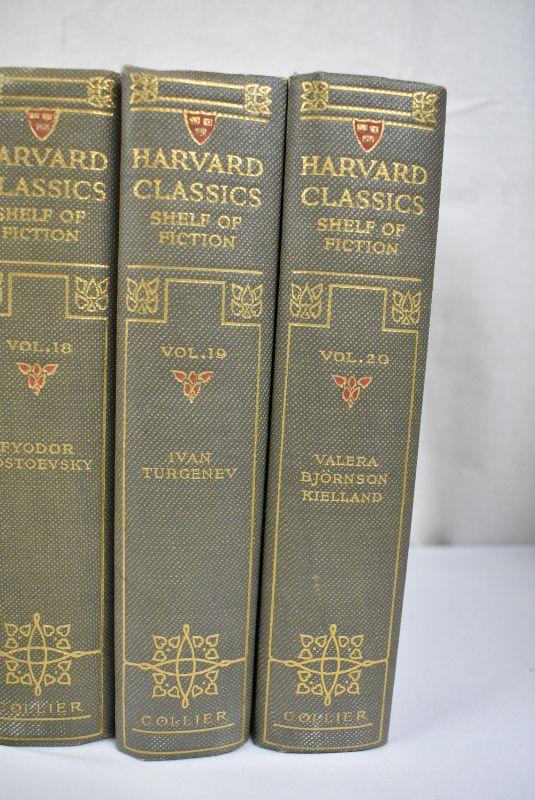 ARVARD
CLASSICS
SHELF OF
FICTION
VOL.18
FYODOR
OSTOEVSKY
COLLIER
HARVARD
CLASSICS
SHELF OF
FICTION
VOL.19
IVAN
TURGENEV
COLLIER
HARVARD
CLASSICS
SHELF OF
FICTION
VOL.20
VALERA
BJÖRNSON
KIELLAND
COLLIER